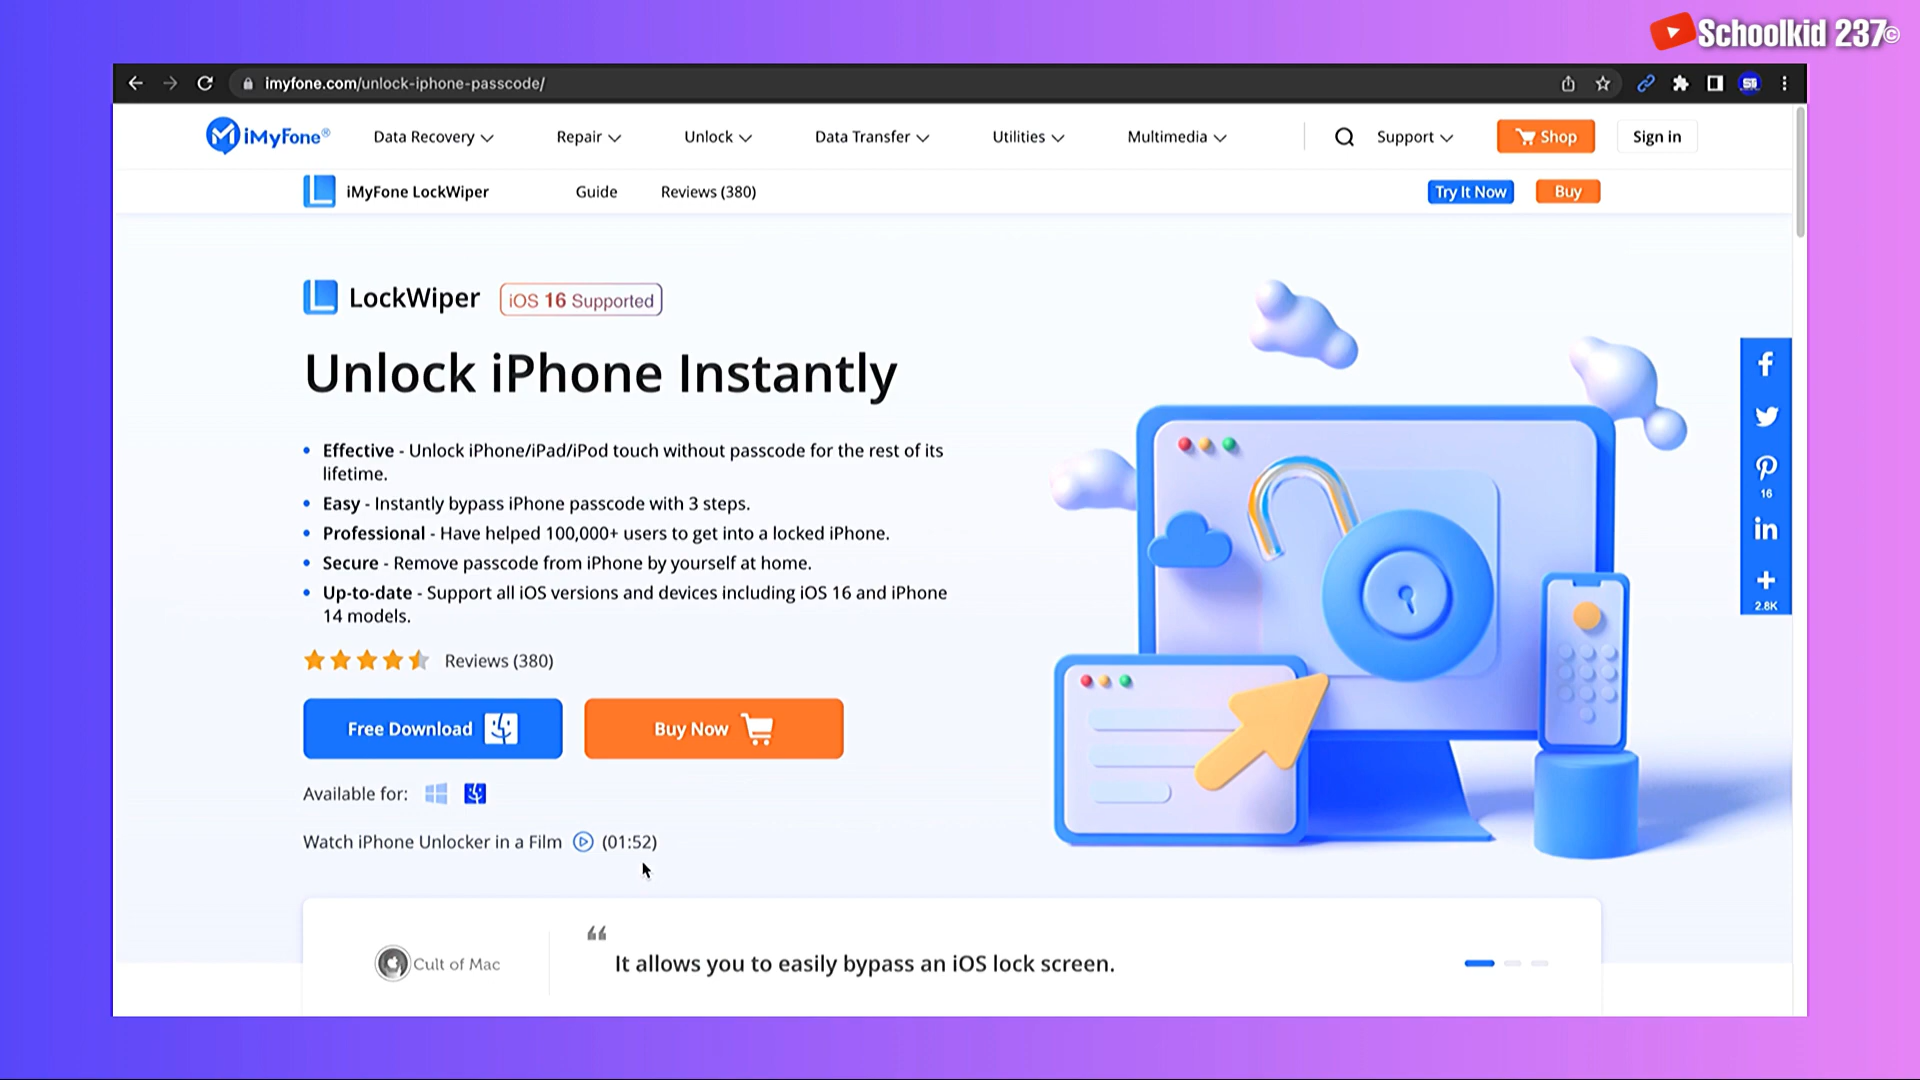 Schoolkid 237©
imyfone.com/unlock-iphone-passcode/
iMyFone®
Data Recovery
Repair
Unlock
Data Transfer
Utilities
Multimedia
Support
Shop
Sign in
iMyFone LockWiper
Guide
Reviews (380)
Try It Now
Buy
LockWiper
iOS 16 Supported
Unlock iPhone Instantly
• Effective - Unlock iPhone/iPad/iPod touch without passcode for the rest of its
lifetime.
• Easy - Instantly bypass iPhone passcode with 3 steps.
• Professional - Have helped 100,000+ users to get into a locked iPhone.
• Secure - Remove passcode from iPhone by yourself at home.
• Up-to-date - Support all iOS versions and devices including iOS 16 and iPhone
14 models.
Reviews (380)
Free Download
Buy Now
Available for:
Watch iPhone Unlocker in a Film (01:52)
16
2.8K
Cult of Mac
“
It allows you to easily bypass an iOS lock screen.